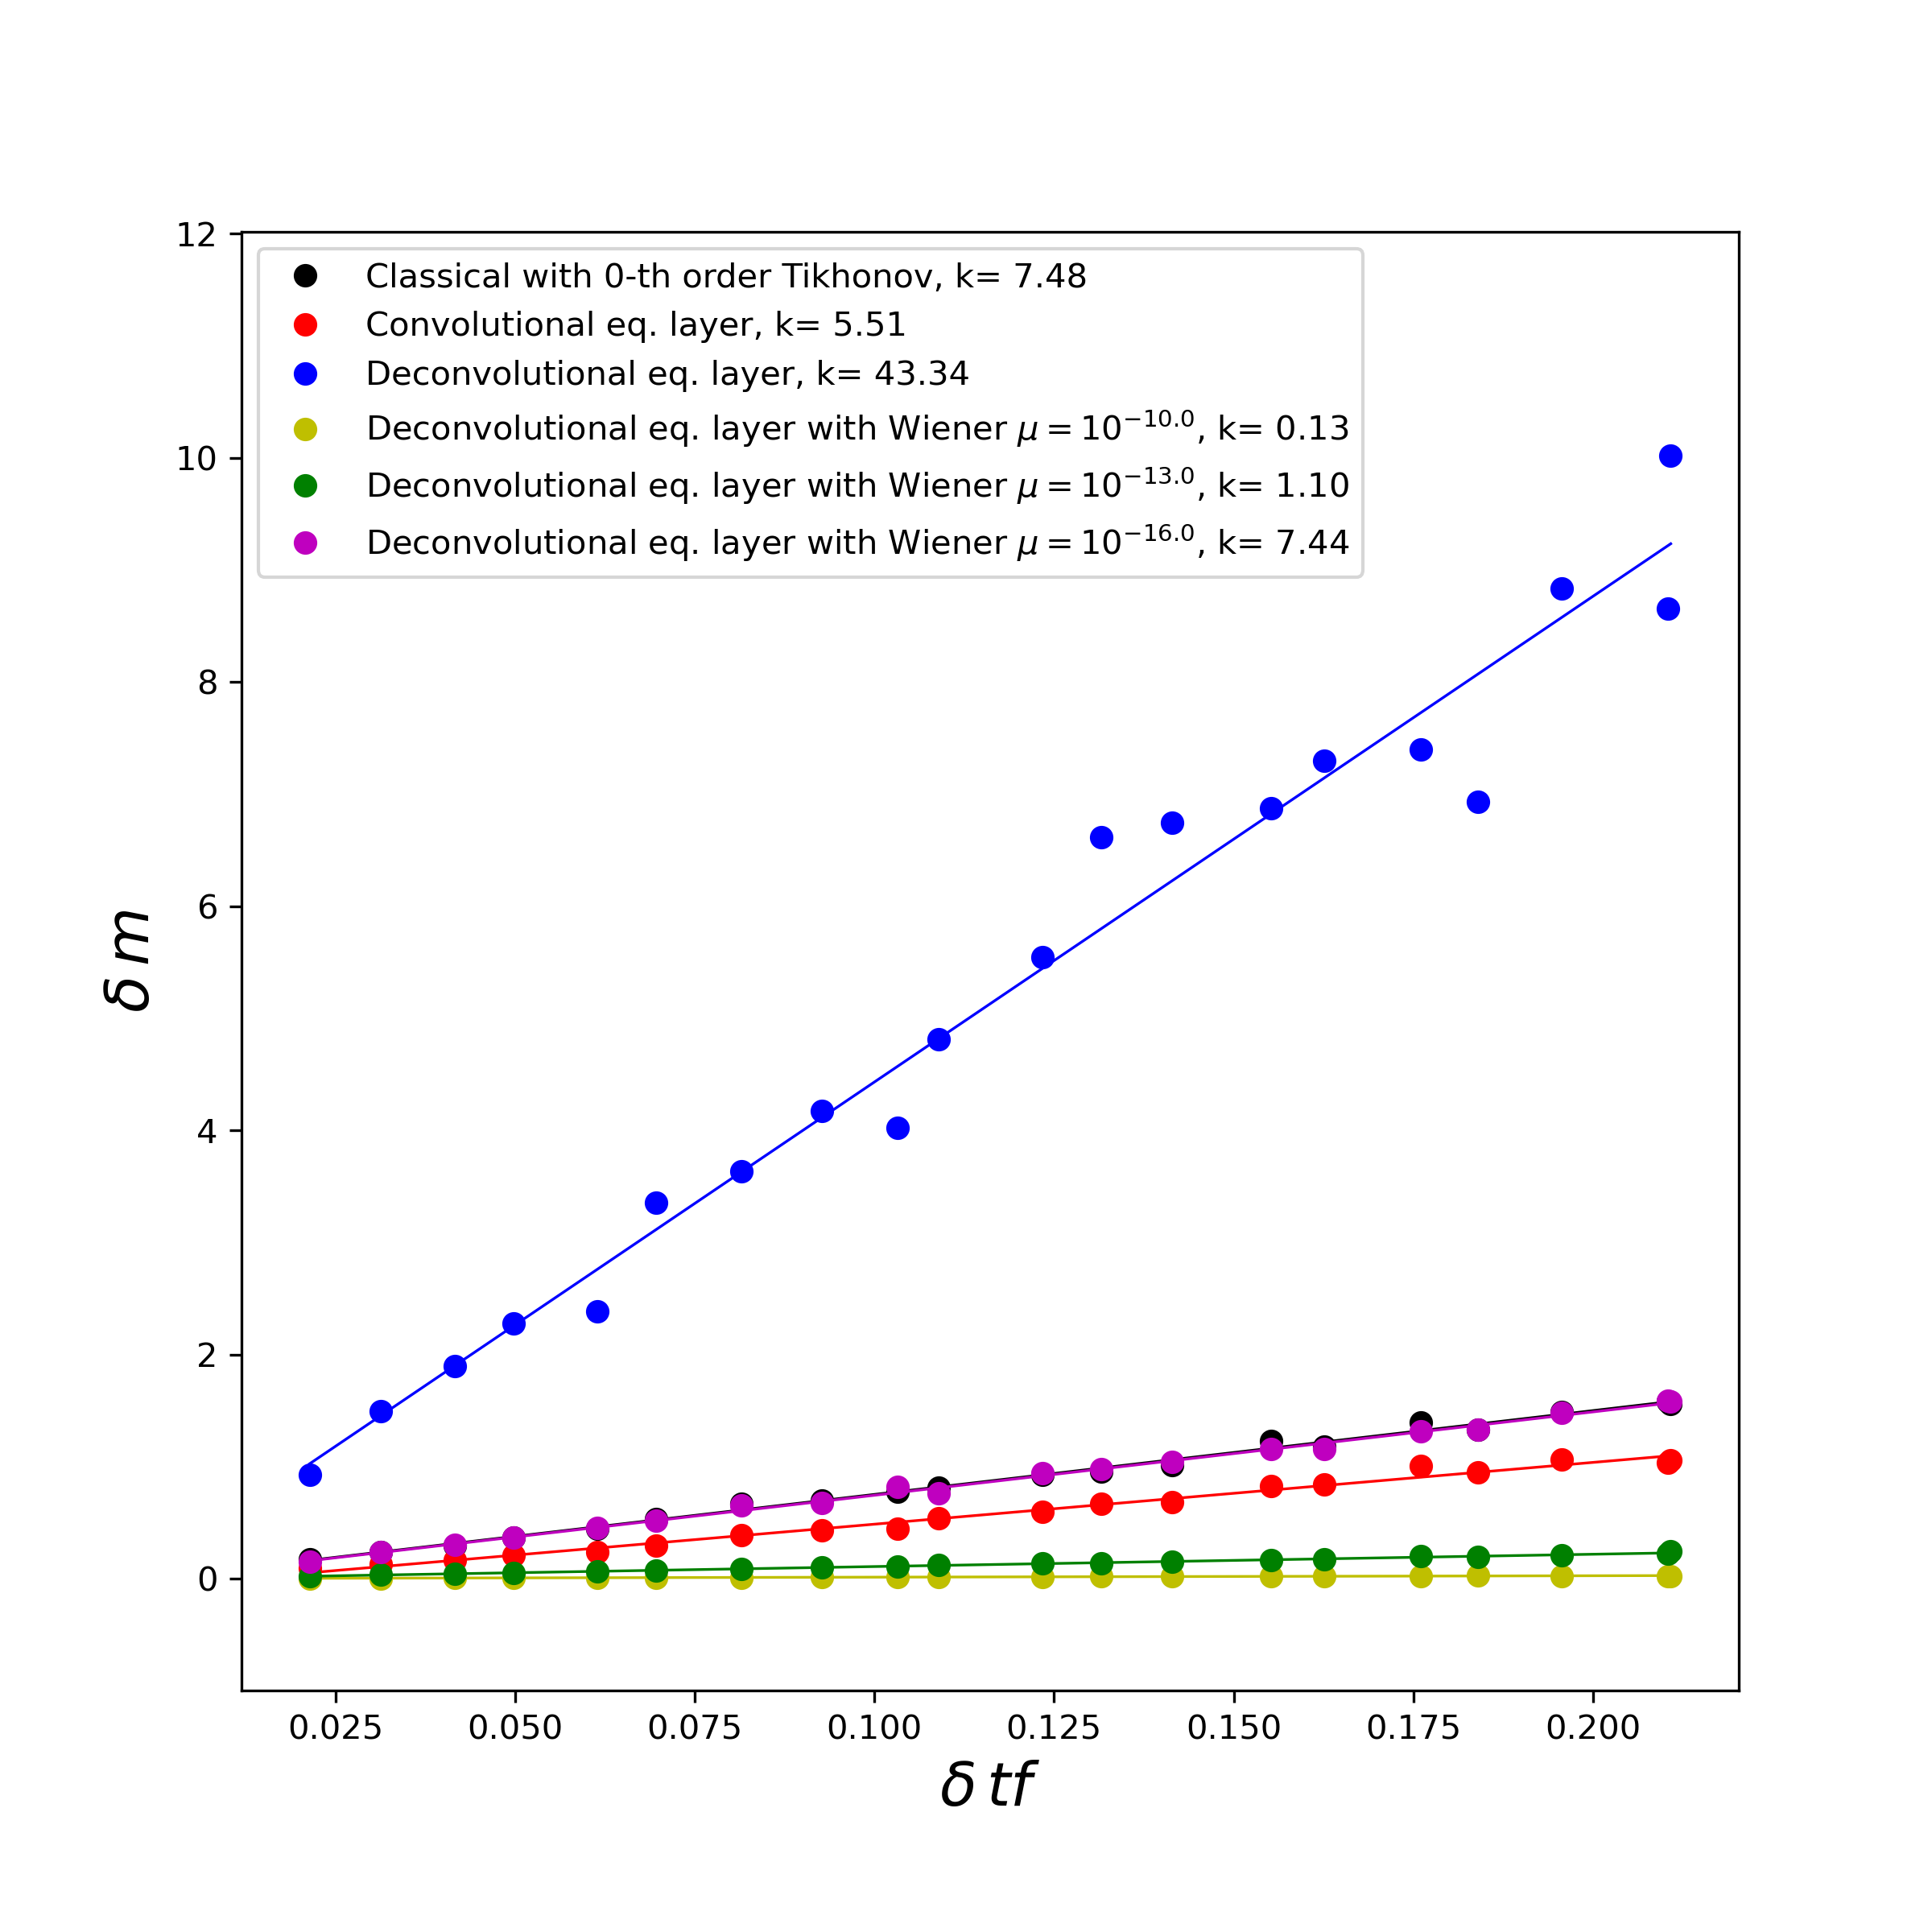 12
10
8
6
4
2
0
δ m
Classical with 0-th order Tikhonov, k= 7.48
Convolutional eq. layer, k= 5.51
Deconvolutional eq. layer, k= 43.34
Deconvolutional eq. layer with Wiener μ = 10^{−10.0}, k= 0.13
Deconvolutional eq. layer with Wiener μ = 10^{−13.0}, k= 1.10
Deconvolutional eq. layer with Wiener μ = 10^{−16.0}, k= 7.44
0.025 0.050 0.075 0.100 0.125 0.150 0.175 0.200
δ tf